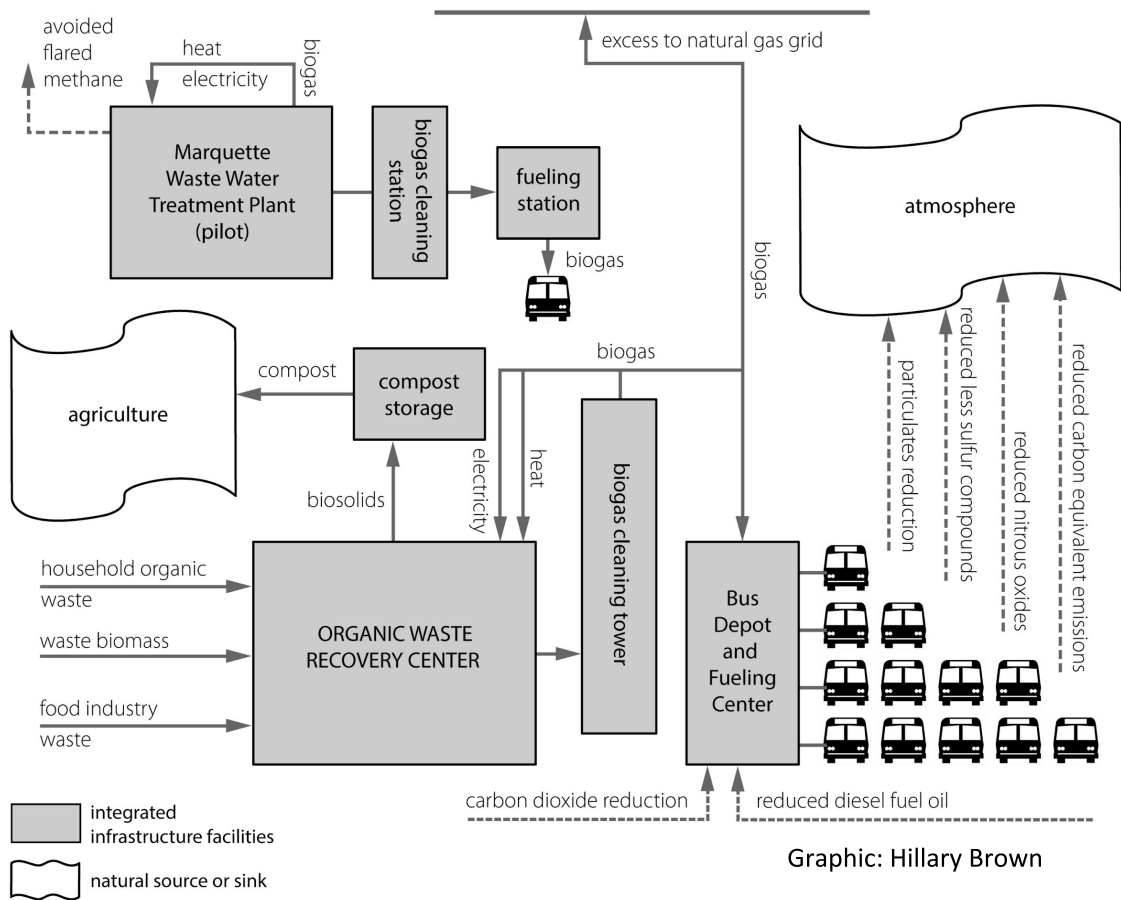 avoided
flared
methane
heat
electricity
biogas
excess to natural gas grid
Marquette
Waste Water
Treatment Plant
(pilot)
biogas cleaning
station
fueling
station
biogas
atmosphere
biogas
agriculture
compost
compost
storage
biogas
biosolids
electricity
heat
biogas cleaning tower
particulates reduction
reduced less sulfur compounds
reduced nitrous oxides
reduced carbon equivalent emissions
household organic
waste
waste biomass
food industry
waste
ORGANIC WASTE
RECOVERY CENTER
Bus
Depot
and
Fueling
Center
carbon dioxide reduction
reduced diesel fuel oil
integrated
infrastructure facilities
natural source or sink
Graphic: Hillary Brown